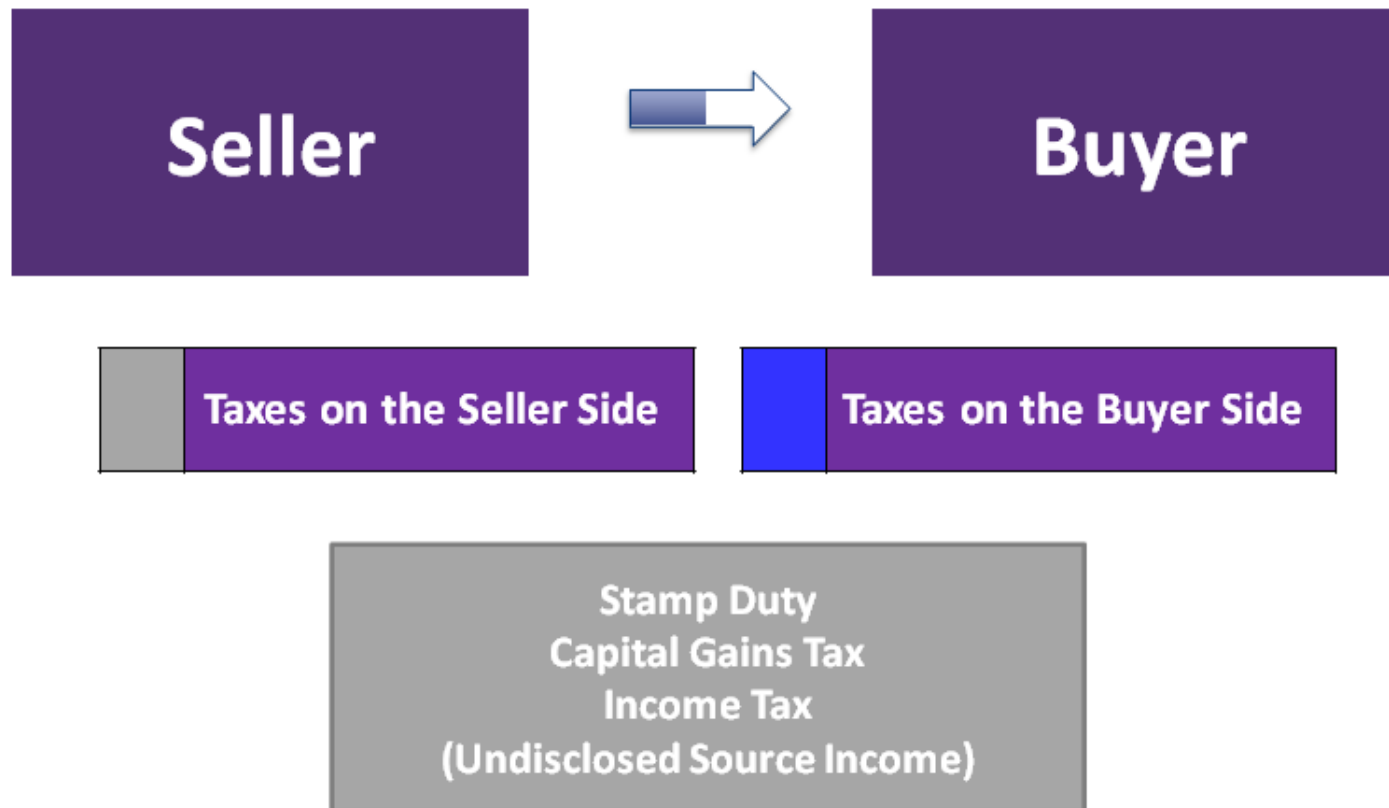 Seller
Buyer
Taxes on the Seller Side
Taxes on the Buyer Side
Stamp Duty
Capital Gains Tax
Income Tax
(Undisclosed Source Income)